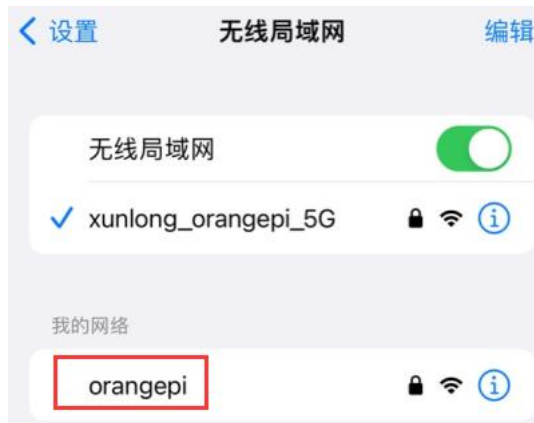 设置 无线局域网 编辑
无线局域网
xunlong_orangepi_5G
我的网络
orangepi